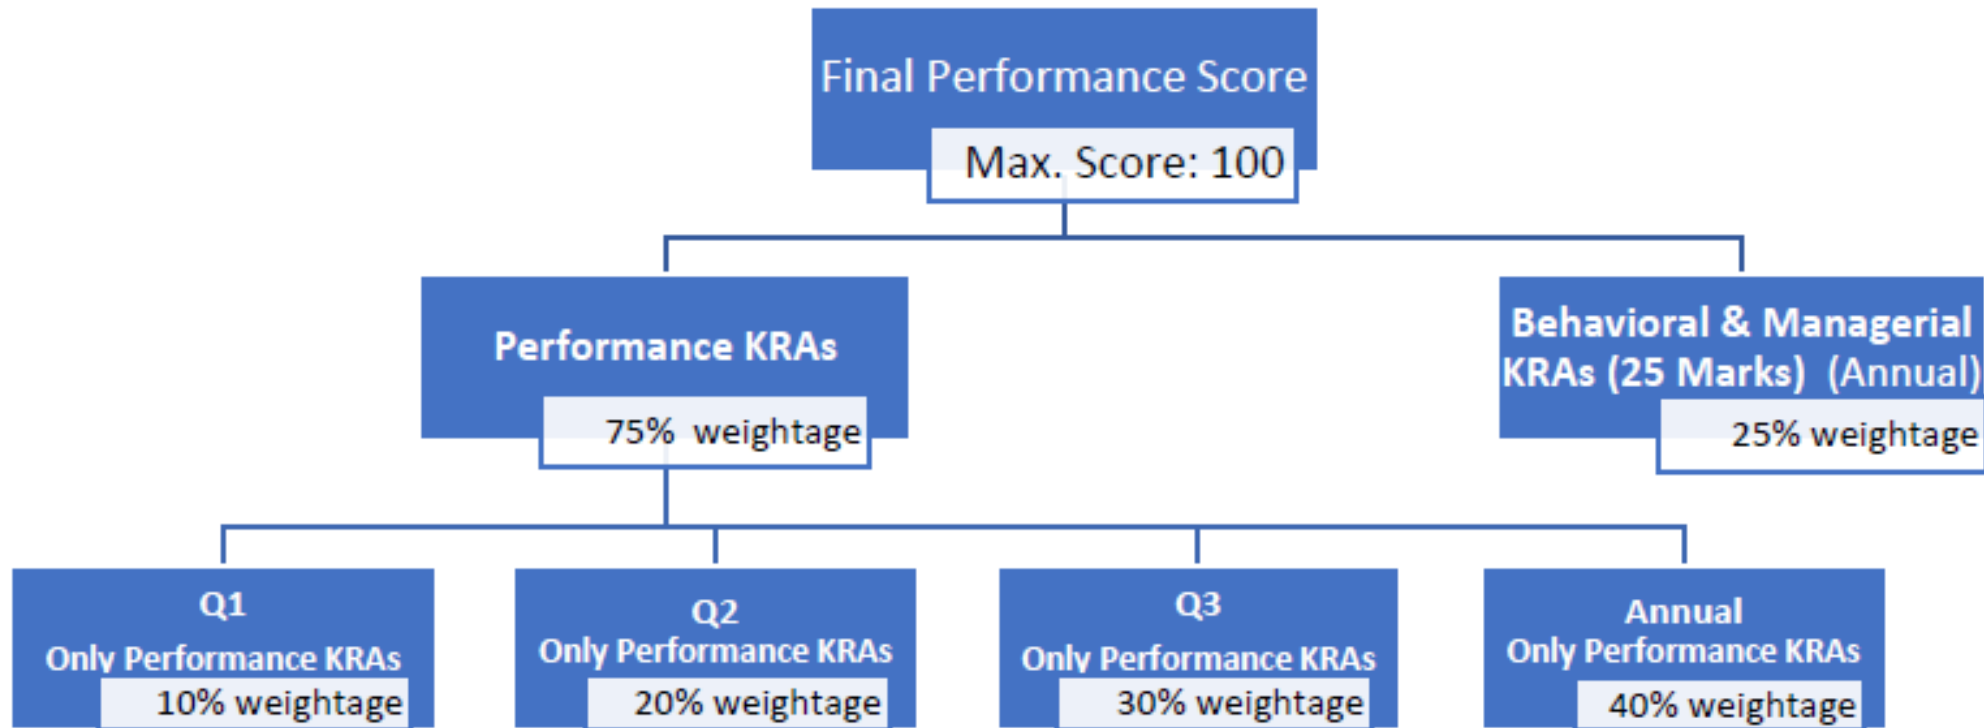 Final Performance Score
Max. Score: 100
Performance KRAs
75% weightage
Behavioral & Managerial
KRAs (25 Marks) (Annual)
25% weightage
Q1
Only Performance KRAs
10% weightage
Q2
Only Performance KRAs
20% weightage
Q3
Only Performance KRAs
30% weightage
Annual
Only Performance KRAs
40% weightage